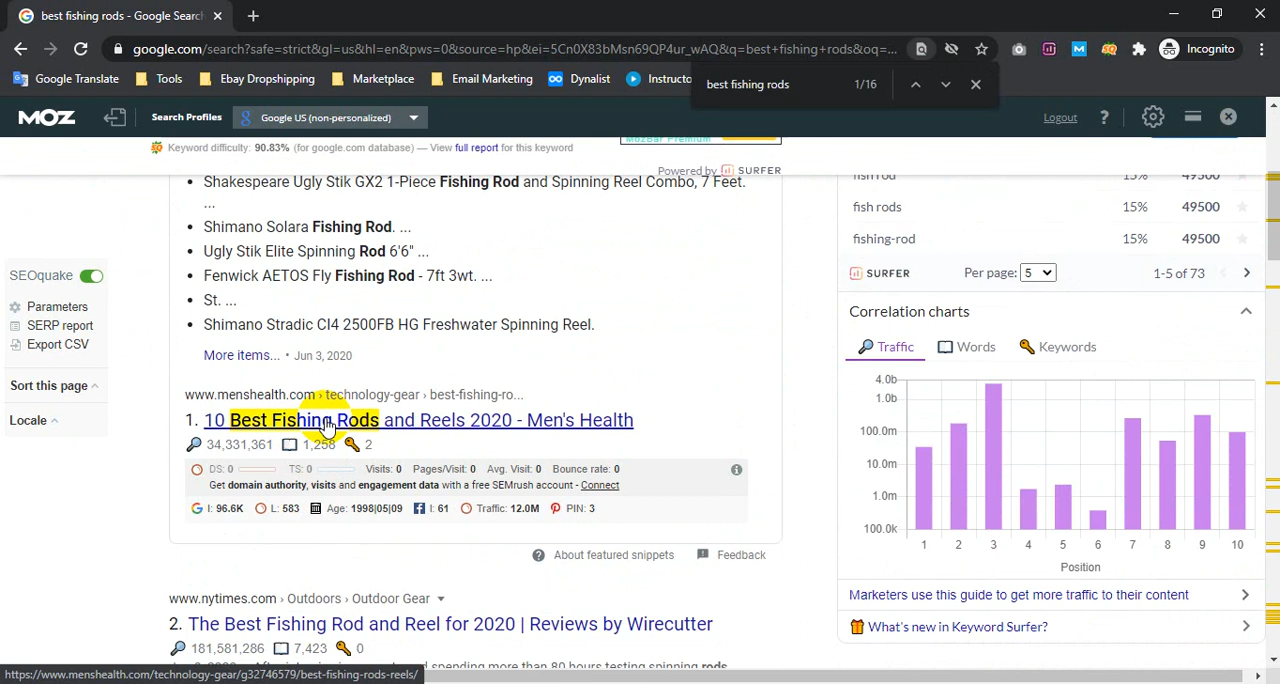 best fishing rods - Google Search
google.com/search?safe=strict&gl=us&hl=en&pws=0&source=hp&ei=5Cn0X83bMsn69QP4ur_wAQ&q=best+fishing+rods&oq=...
Incognito
Google Translate
Tools
Ebay Dropshipping
Marketplace
Email Marketing
Dynalist
Instructo
best fishing rods
1/16
MOZ
Search Profiles
Google US (non-personalized)
Logout
?
Keyword difficulty: 90.83% (for google.com database) — View full report for this keyword
MozBar Premium
Powered by SURFER
• Shakespeare Ugly Stik GX2 1-Piece Fishing Rod and Spinning Reel Combo, 7 Feet.
...
• Shimano Solara Fishing Rod. ...
• Ugly Stik Elite Spinning Rod 6'6" ...
• Fenwick AETOS Fly Fishing Rod - 7ft 3wt. ...
• St. ...
• Shimano Stradic CI4 2500FB HG Freshwater Spinning Reel.
More items... • Jun 3, 2020
www.menshealth.com › technology-gear › best-fishing-ro...
1. 10 Best Fishing Rods and Reels 2020 - Men's Health
34,331,361 1,258 2
DS: 0 TS: 0 Visits: 0 Pages/Visit: 0 Avg. Visit: 0 Bounce rate: 0
Get domain authority, visits and engagement data with a free SEMrush account - Connect
I: 96.6K L: 583 Age: 1998|05|09 I: 61 Traffic: 12.0M PIN: 3
About featured snippets
Feedback
www.nytimes.com › Outdoors › Outdoor Gear
2. The Best Fishing Rod and Reel for 2020 | Reviews by Wirecutter
181,581,286 7,423 0
spending more than 80 hours testing spinning rods
https://www.menshealth.com/technology-gear/g32746579/best-fishing-rods-reels/
SEOquake
Parameters
SERP report
Export CSV
Sort this page
Locale
fish rod 15% 49500
fish rods 15% 49500
fishing-rod 15% 49500
SURFER
Per page: 5
1-5 of 73
Correlation charts
Traffic
Words
Keywords
4.0b
1.0b
100.0m
10.0m
1.0m
100.0k
1 2 3 4 5 6 7 8 9 10
Position
Marketers use this guide to get more traffic to their content
What's new in Keyword Surfer?